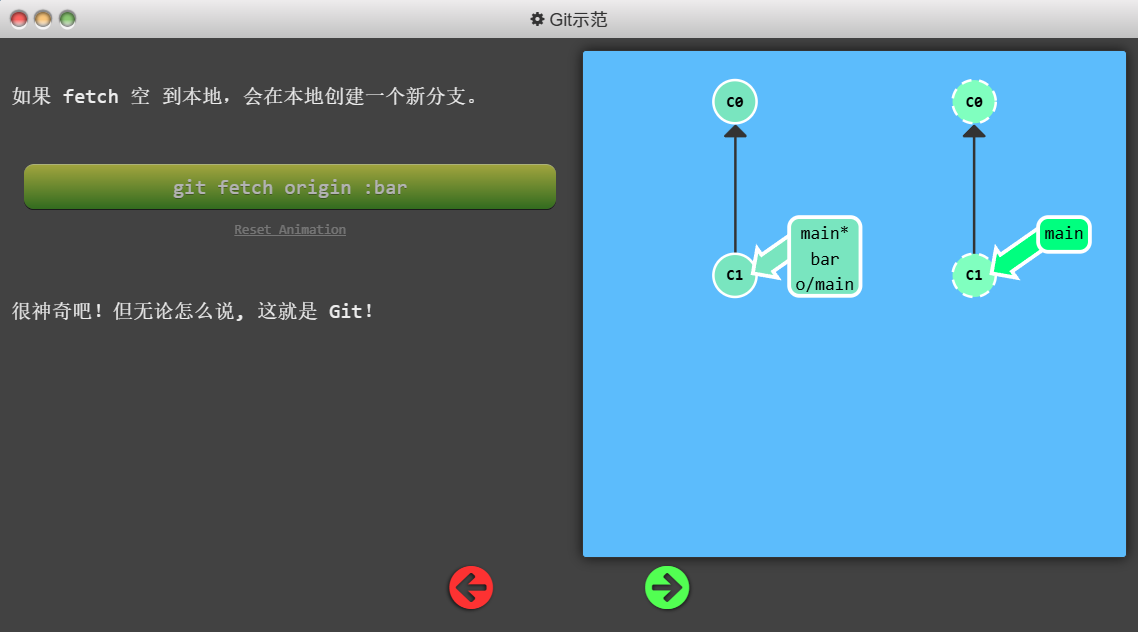 Git示范
如果 fetch 空 到本地，会在本地创建一个新分支。
git fetch origin :bar
Reset Animation
很神奇吧！但无论怎么说, 这就是 Git！
C0
C1
main*
bar
o/main
C0
C1
main